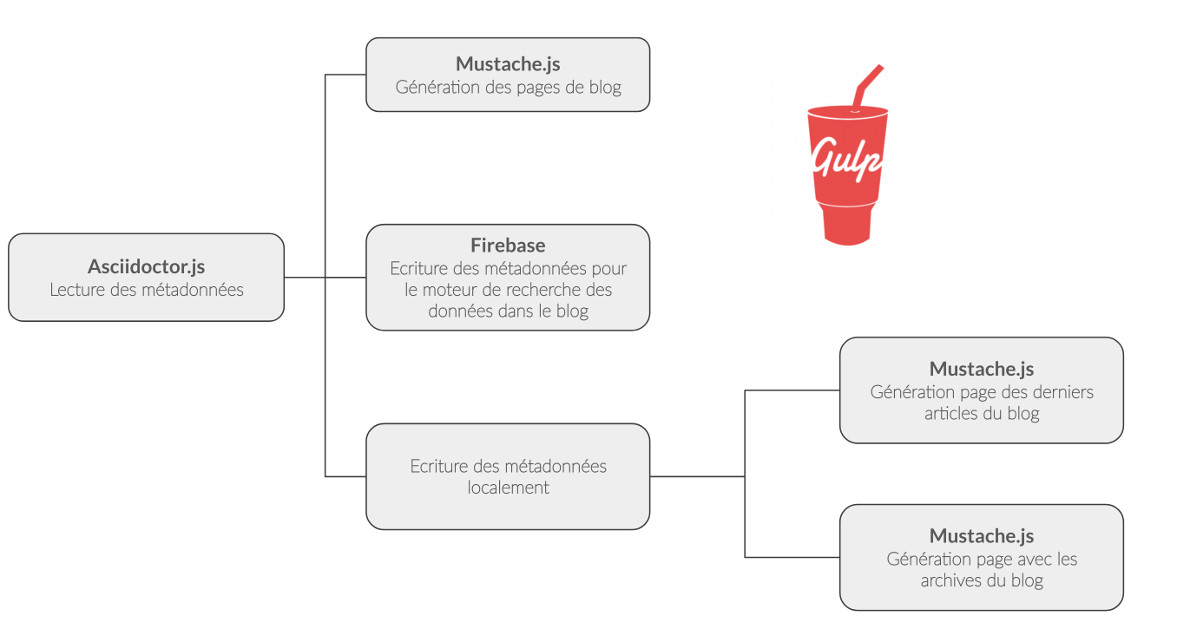 Mustache.js
Génération des pages de blog
Gulp
Asciidoctor.js
Lecture des métadonnées
Firebase
Ecriture des métadonnées pour
le moteur de recherche des
données dans le blog
Ecriture des métadonnées
localement
Mustache.js
Génération page des derniers
articles du blog
Mustache.js
Génération page avec les
archives du blog